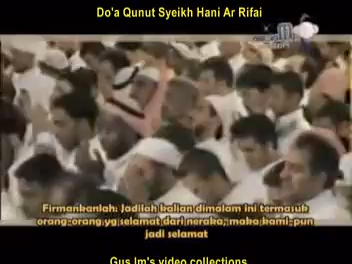 Do'a Qunut Syeikh Hani Ar Rifai
Firmankanlah: Jadilah kalian dimalam ini termasuk
orang-orang yg selamat dari neraka, maka kami-pun
jadi selamat
Gus Im's video collections